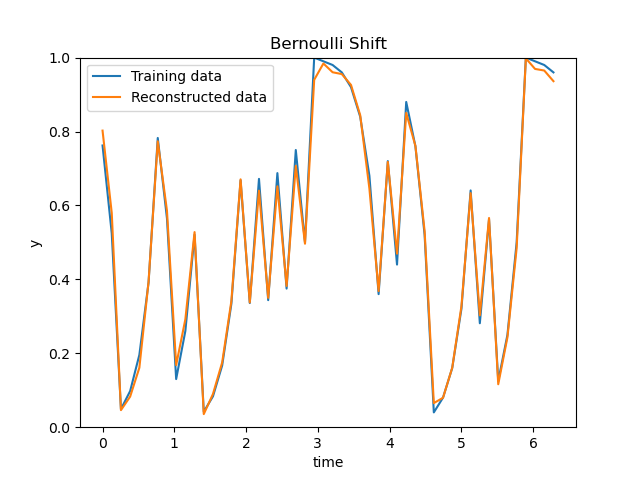 Bernoulli Shift
Training data
Reconstructed data
1.0
0.8
0.6
0.4
0.2
0.0
y
0 1 2 3 4 5 6
time